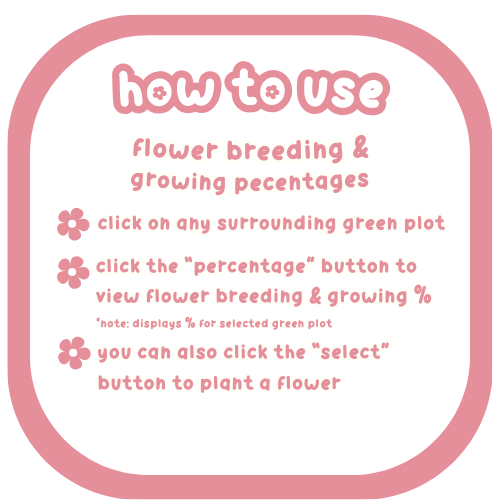 how to use
flower breeding &
growing pecentages
click on any surrounding green plot
click the "percentage" button to
view flower breeding & growing %
*note: displays % for selected green plot
you can also click the "select"
button to plant a flower